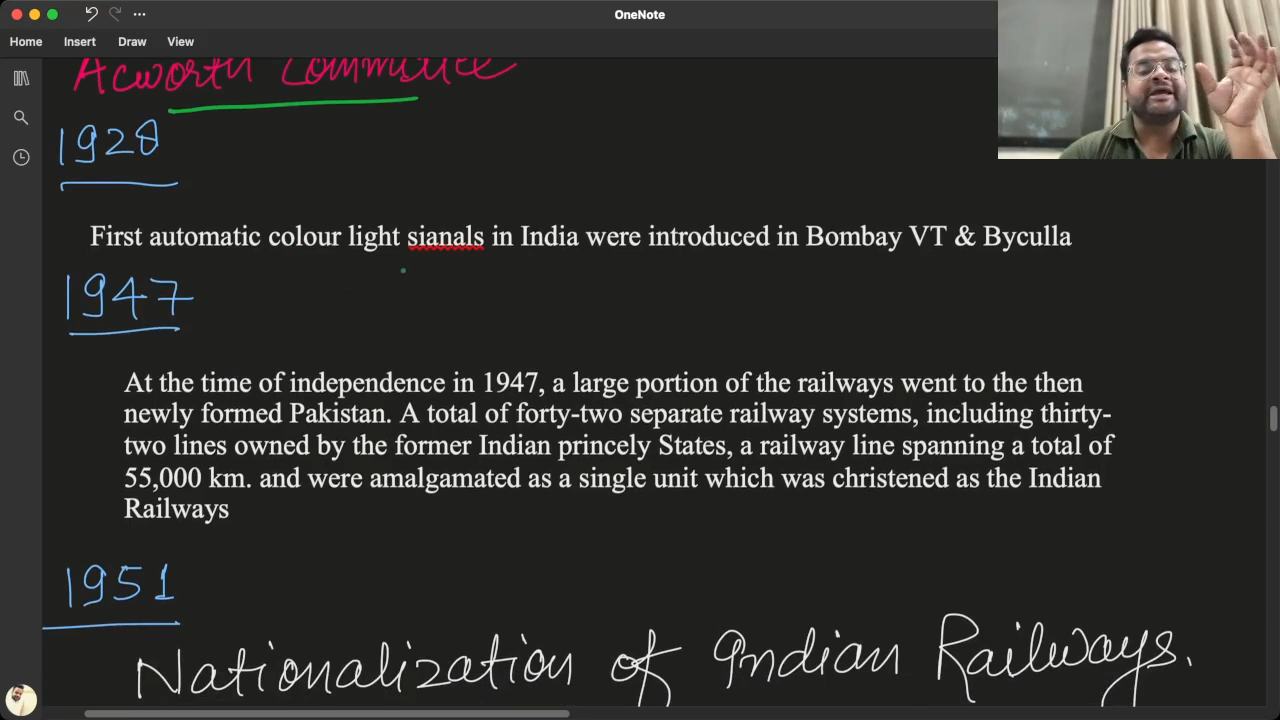 OneNote
Home Insert Draw View
Acworth Committee
1928
First automatic colour light sianals in India were introduced in Bombay VT & Byculla
1947
At the time of independence in 1947, a large portion of the railways went to the then
newly formed Pakistan. A total of forty-two separate railway systems, including thirty-
two lines owned by the former Indian princely States, a railway line spanning a total of
55,000 km. and were amalgamated as a single unit which was christened as the Indian
Railways
1951
Nationalization of Indian Railways.